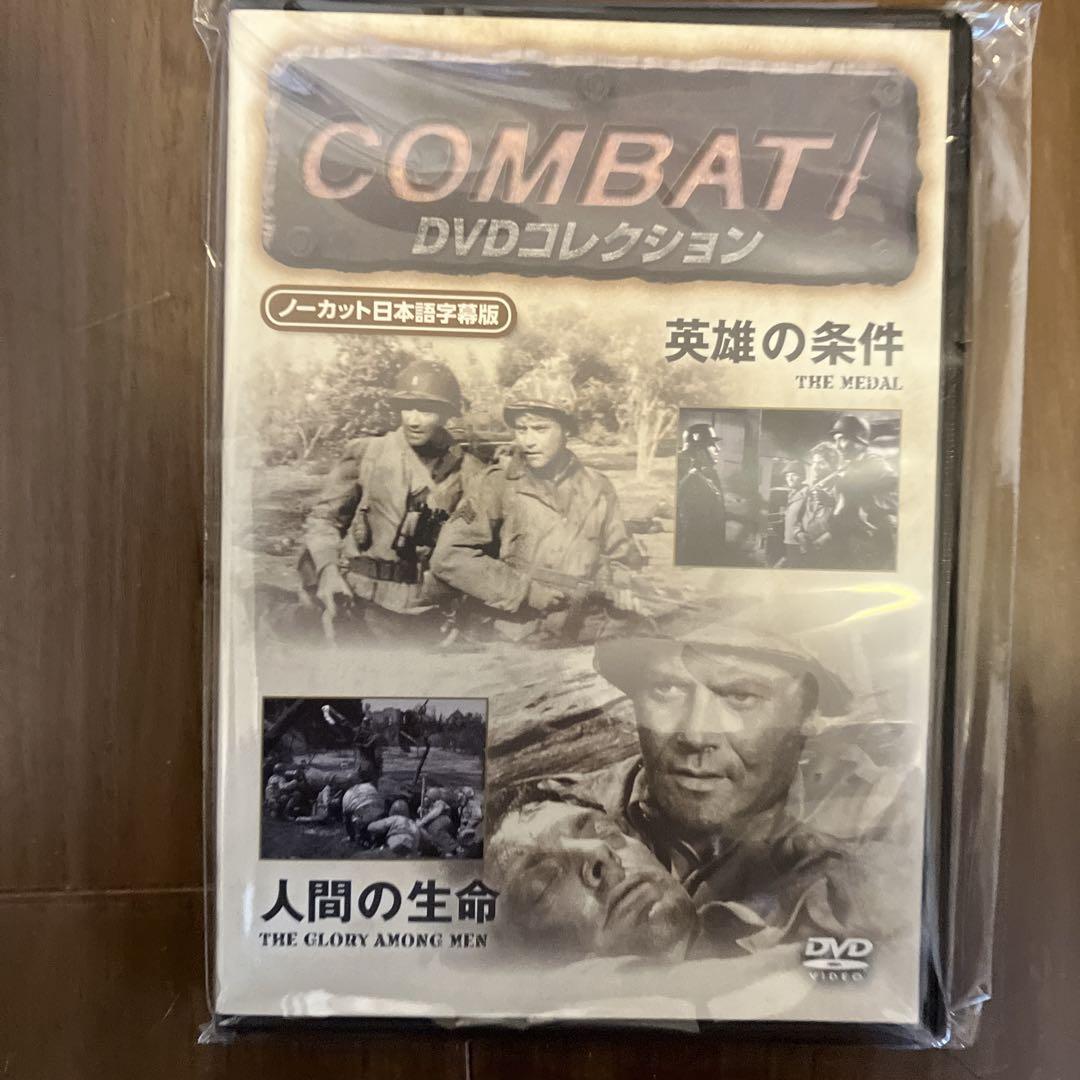 COMBAT!
DVDコレクション
ノーカット日本語字幕版
英雄の条件
THE MEDAL
人間の生命
THE GLORY AMONG MEN
DVD
VIDEO